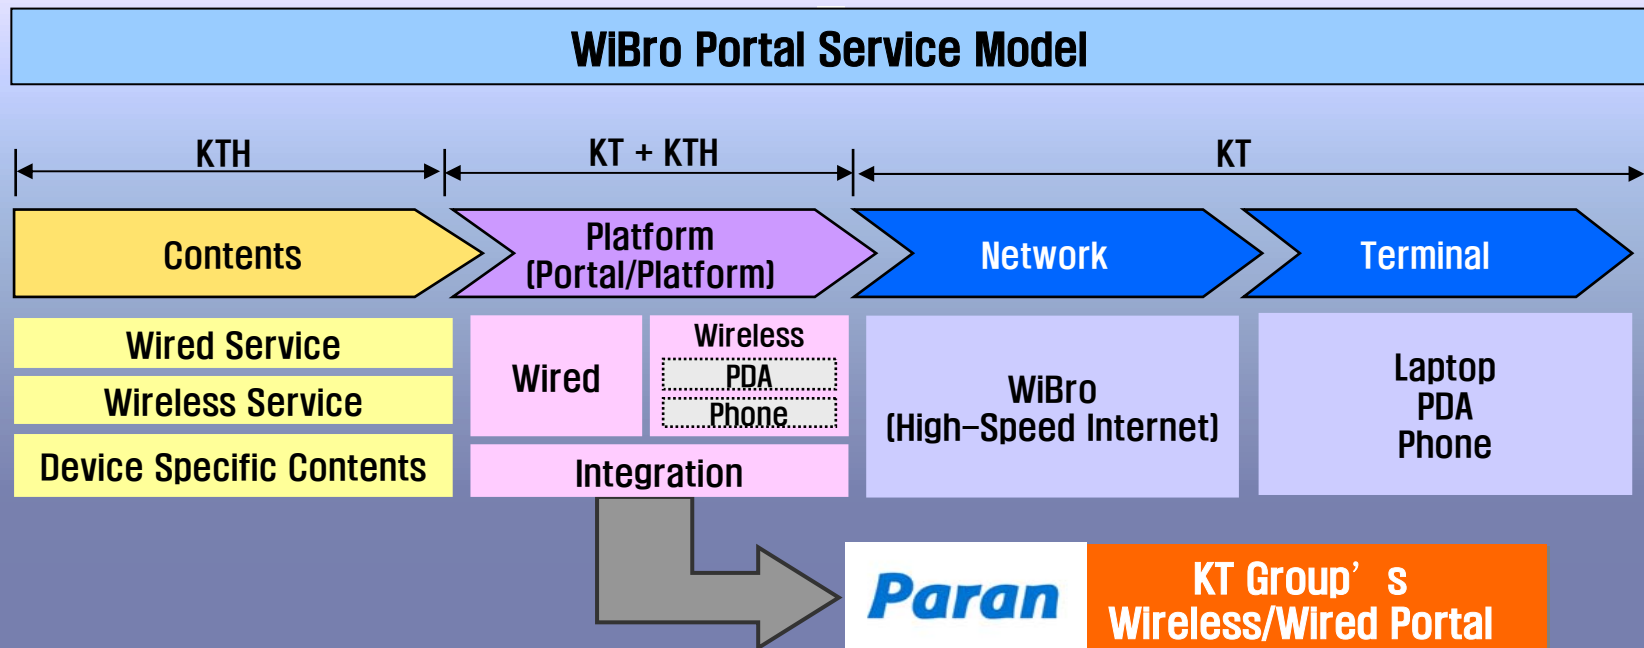 WiBro Portal Service Model
KTH
KT + KTH
KT
Contents
Platform
(Portal/Platform)
Network
Terminal
Wired Service
Wireless Service
Device Specific Contents
Wired
Wireless
PDA
Phone
Integration
WiBro
(High-Speed Internet)
Laptop
PDA
Phone
Paran
KT Group’ s
Wireless/Wired Portal